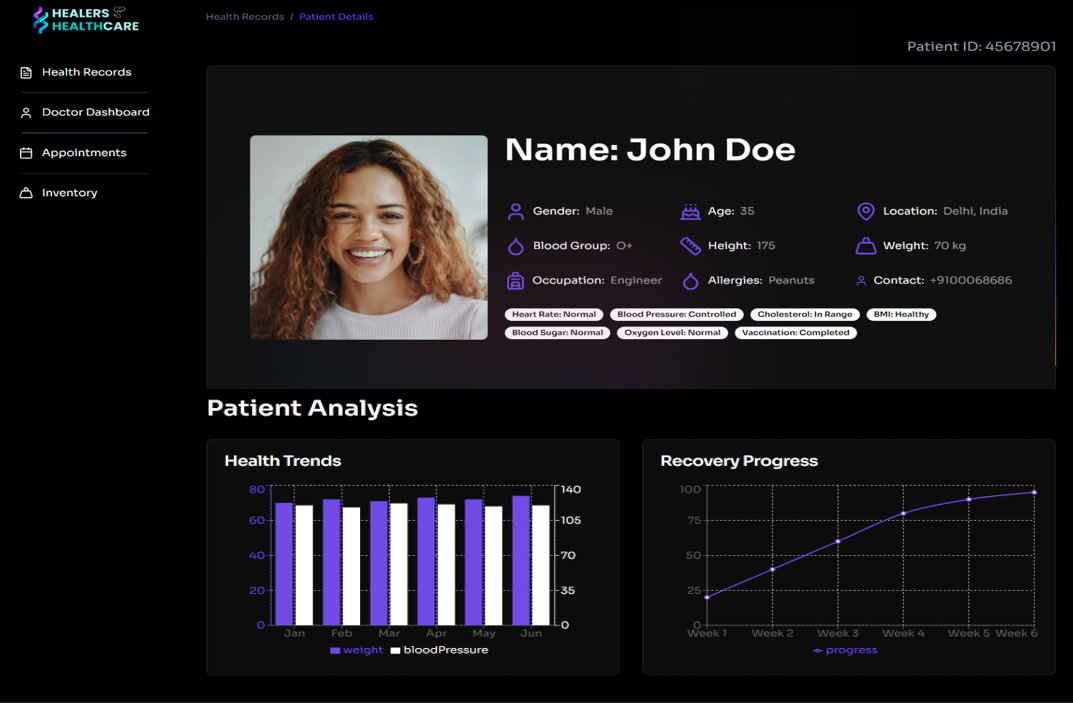 HEALERS
HEALTHCARE
Health Records / Patient Details
Patient ID: 45678901
Health Records
Doctor Dashboard
Appointments
Inventory
Name: John Doe
Gender: Male Age: 35 Location: Delhi, India
Blood Group: O+ Height: 175 Weight: 70 kg
Occupation: Engineer Allergies: Peanuts Contact: +9100068686
Heart Rate: Normal Blood Pressure: Controlled Cholesterol: In Range BMI: Healthy
Blood Sugar: Normal Oxygen Level: Normal Vaccination: Completed
Patient Analysis
Health Trends
80 140
60 105
40 70
20 35
0 0
Jan Feb Mar Apr May Jun
weight bloodPressure
Recovery Progress
100
75
50
25
0
Week 1 Week 2 Week 3 Week 4 Week 5 Week 6
progress